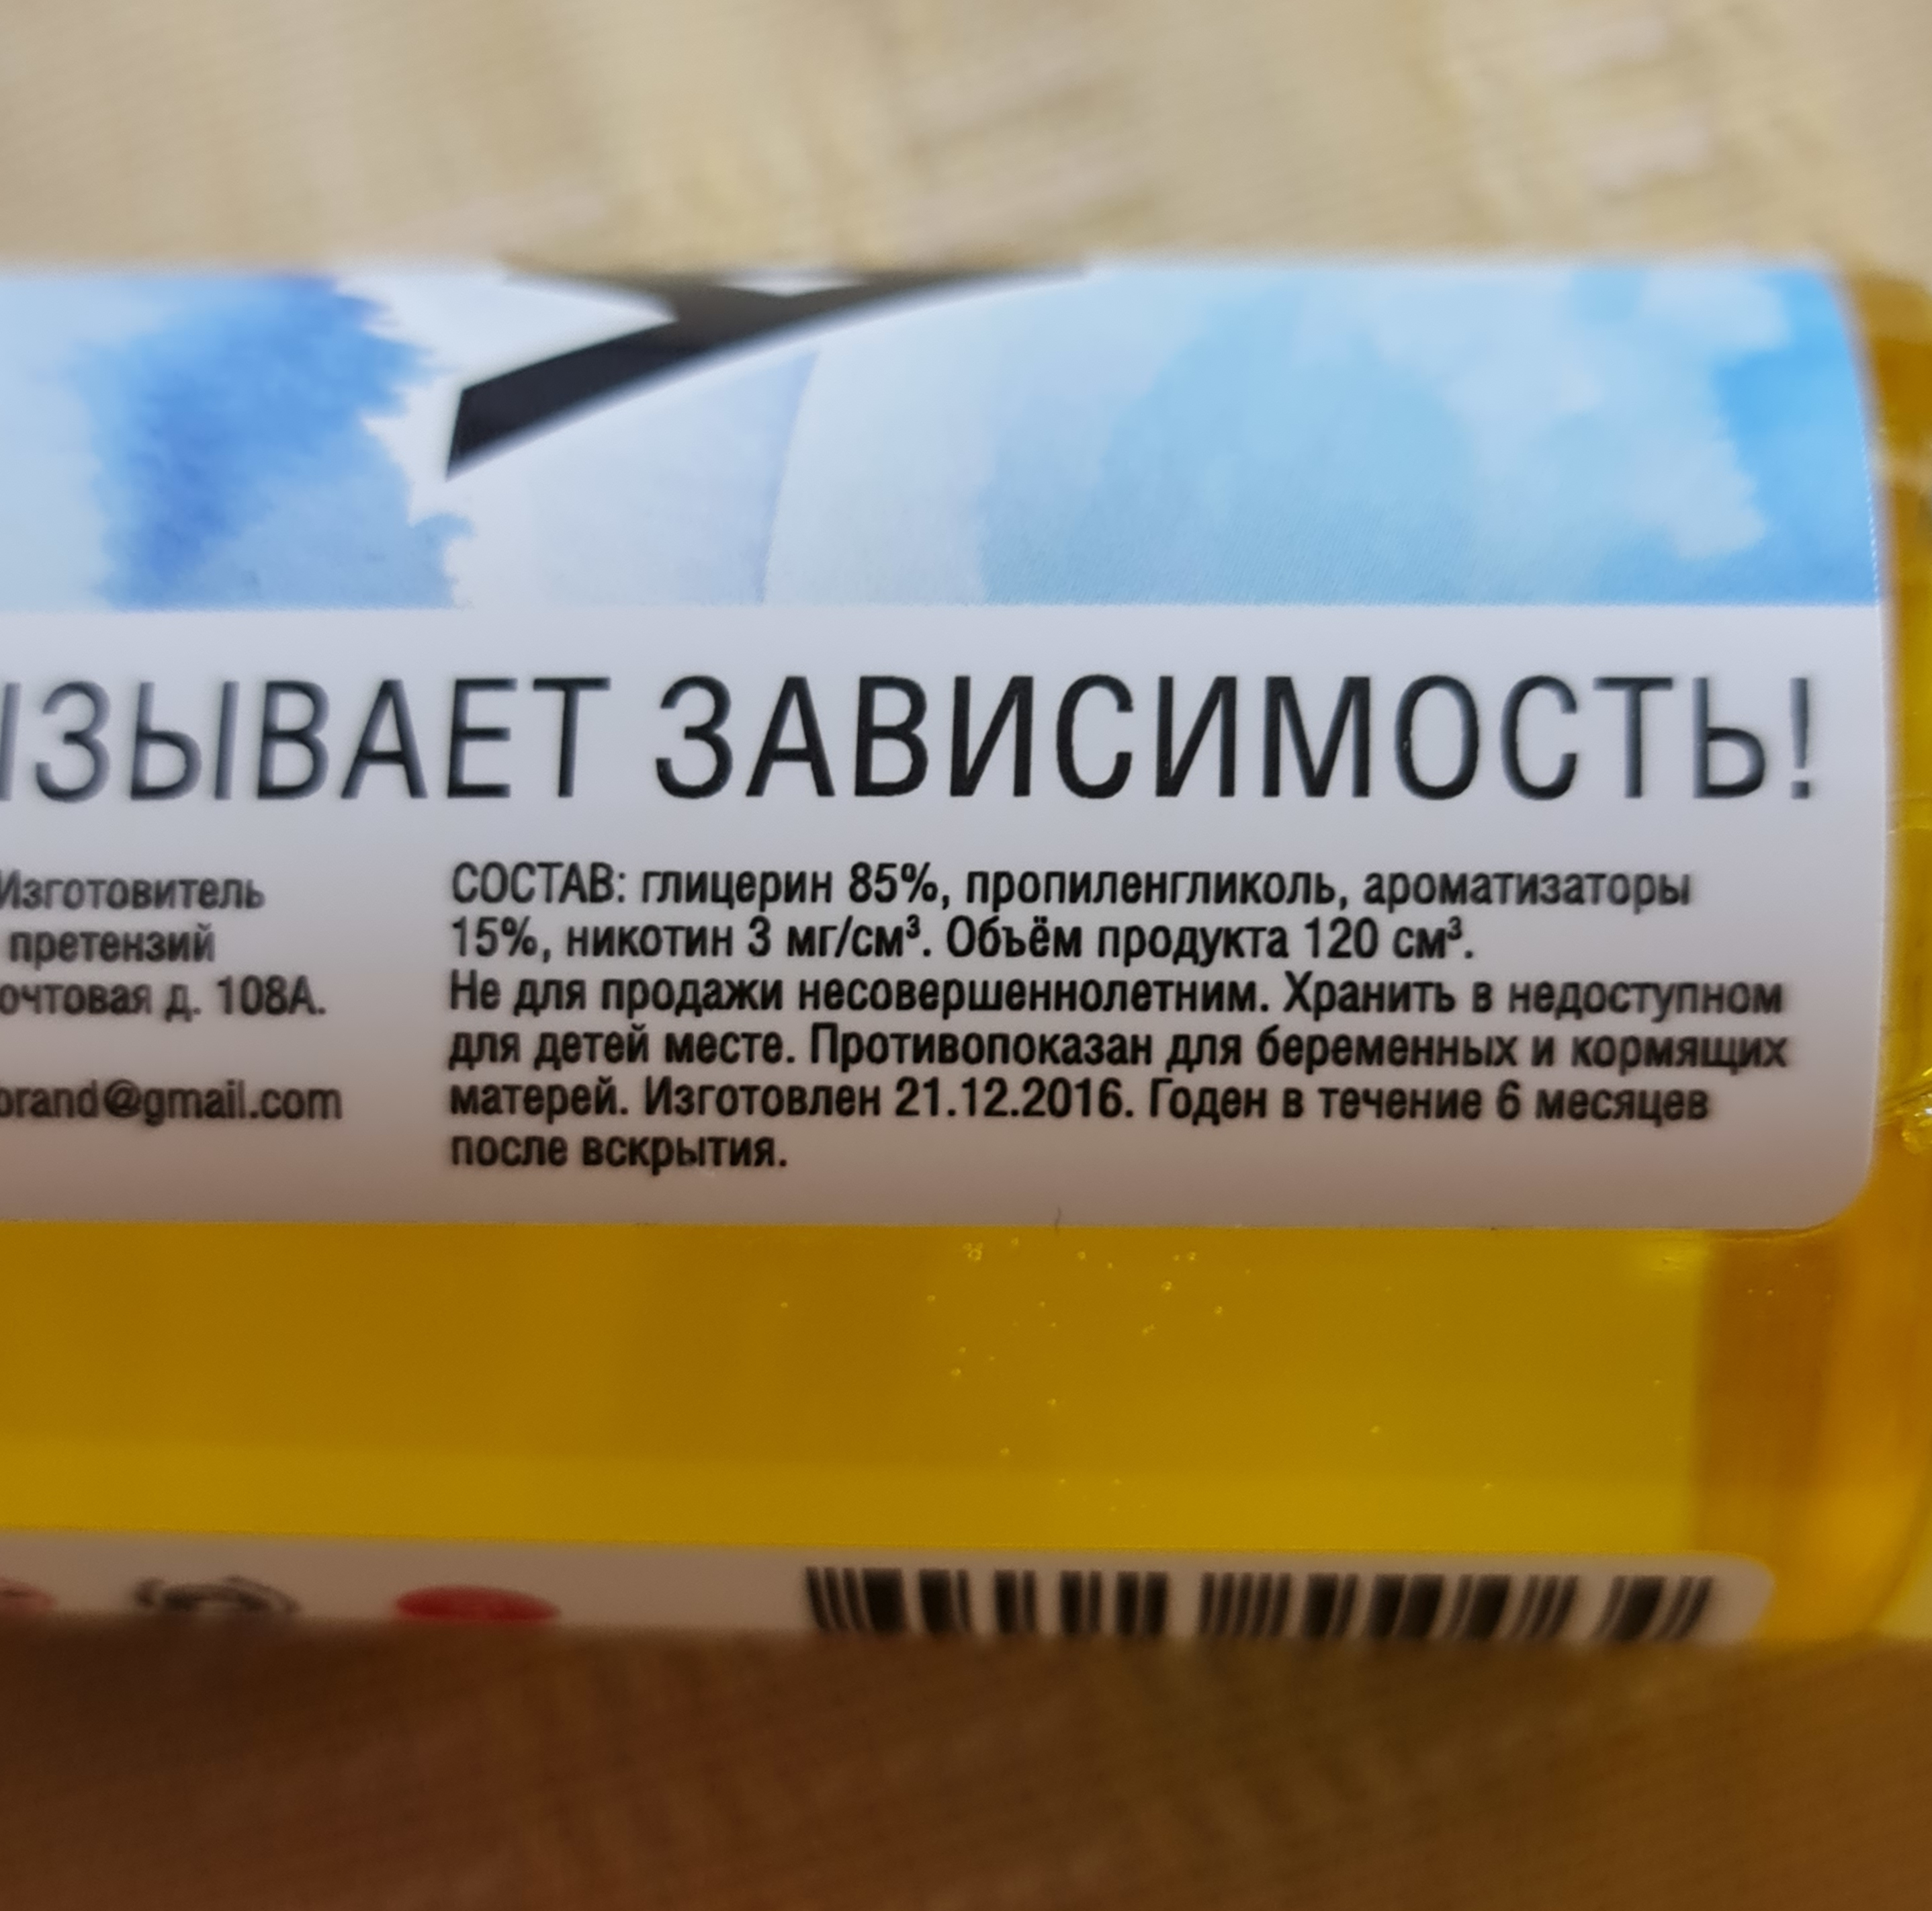 ЫЗЫВАЕТ ЗАВИСИМОСТЬ!
Изготовитель
претензий
очтовая д. 108А.
brand@gmail.com
СОСТАВ: глицерин 85%, пропиленгликоль, ароматизаторы
15%, никотин 3 мг/см³. Объём продукта 120 см³.
Не для продажи несовершеннолетним. Хранить в недоступном
для детей месте. Противопоказан для беременных и кормящих
матерей. Изготовлен 21.12.2016. Годен в течение 6 месяцев
после вскрытия.